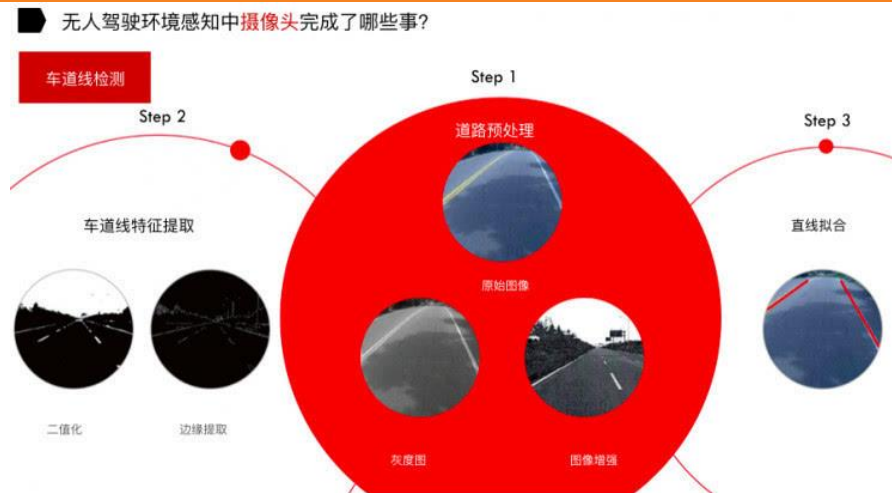 无人驾驶环境感知中摄像头完成了哪些事?
车道线检测
Step 1
道路预处理
原始图像
灰度图
图像增强
Step 2
车道线特征提取
二值化
边缘提取
Step 3
直线拟合